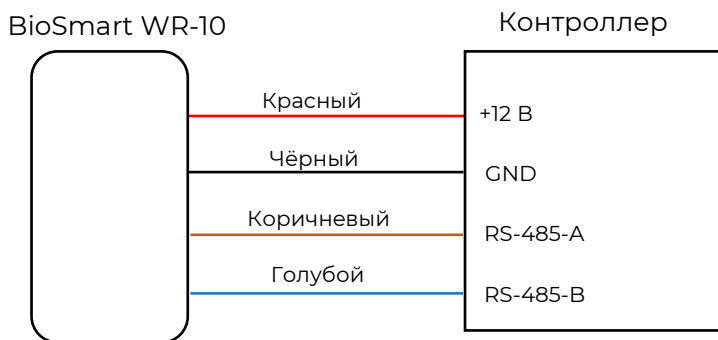 BioSmart WR-10
Контроллер
Красный
+12 В
Чёрный
GND
Коричневый
RS-485-A
Голубой
RS-485-B